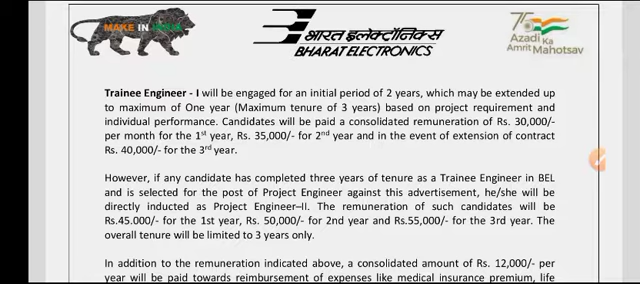 MAKE IN INDIA
भारत इलेक्ट्रॉनिक्स
BHARAT ELECTRONICS
75
Azadi Ka
Amrit Mahotsav
Trainee Engineer - I will be engaged for an initial period of 2 years, which may be extended up
to maximum of One year (Maximum tenure of 3 years) based on project requirement and
individual performance. Candidates will be paid a consolidated remuneration of Rs. 30,000/-
per month for the 1st year, Rs. 35,000/- for 2nd year and in the event of extension of contract
Rs. 40,000/- for the 3rd year.
However, if any candidate has completed three years of tenure as a Trainee Engineer in BEL
and is selected for the post of Project Engineer against this advertisement, he/she will be
directly inducted as Project Engineer–II. The remuneration of such candidates will be
Rs.45.000/- for the 1st year, Rs. 50,000/- for 2nd year and Rs.55,000/- for the 3rd year. The
overall tenure will be limited to 3 years only.
In addition to the remuneration indicated above, a consolidated amount of Rs. 12,000/- per
year will be paid towards reimbursement of expenses like medical insurance premium, life